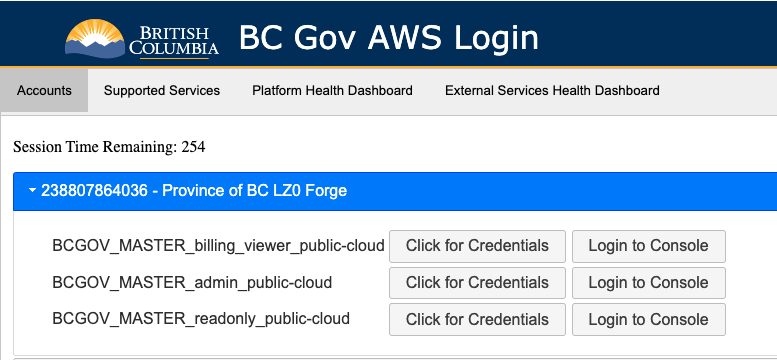 BRITISH
COLUMBIA
BC Gov AWS Login
Accounts Supported Services Platform Health Dashboard External Services Health Dashboard
Session Time Remaining: 254
238807864036 - Province of BC LZ0 Forge
BCGOV_MASTER_billing_viewer_public-cloud Click for Credentials Login to Console
BCGOV_MASTER_admin_public-cloud Click for Credentials Login to Console
BCGOV_MASTER_readonly_public-cloud Click for Credentials Login to Console